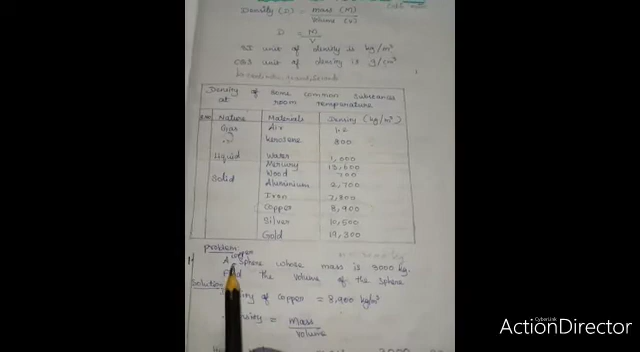 Density (D) = Mass (M)
Volume (V)
D = M
V
SI unit of density is kg/m³
CGS unit of density is g/cm³
Density of some common substances
at room temperature
Nature Materials Density (kg/m³)
Gas Air 1.2
,, kerosene 800
Liquid Water 1,000
Mercury 13,600
Wood 700
Solid
Aluminium 2,700
Iron 7,800
Copper 8,900
Silver 10,500
Gold 19,300
Problem:
copper
A sphere whose mass is 3000 kg.
the volume of the sphere
Solution:
of copper = 8,900 kg/m³
Mass
Volume
CyberLink
ActionDirector
3000